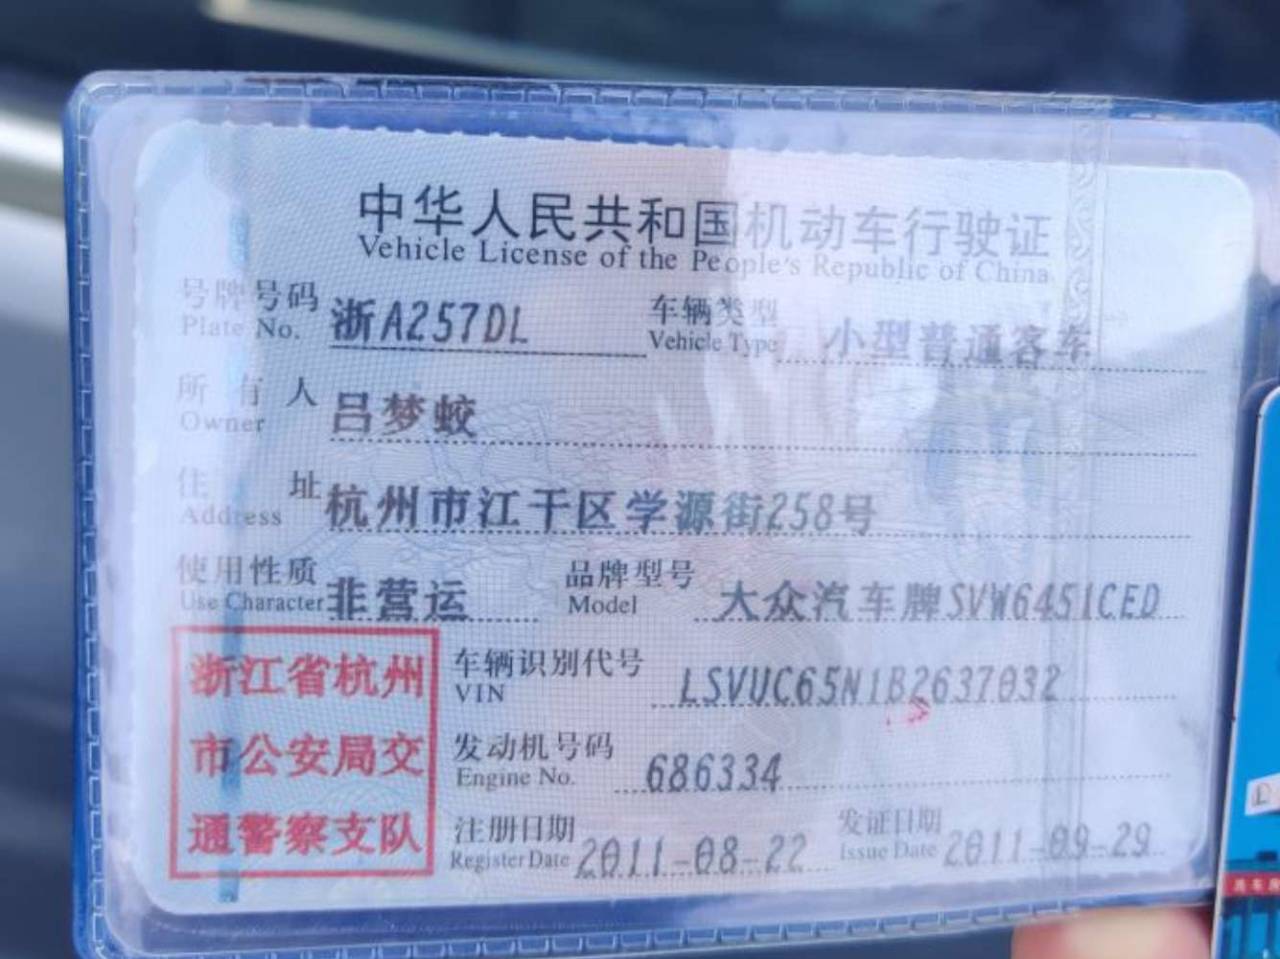 中华人民共和国机动车行驶证
Vehicle License of the People's Republic of China
号牌号码 浙A257DL 车辆类型 小型普通客车
Plate No. Vehicle Type
所有人 吕梦蛟
Owner
住址 杭州市江干区学源街258号
Address
使用性质 非营运 品牌型号 大众汽车牌SVW6451CED
Use Character Model
浙江省杭州 车辆识别代号 LSVUC65N1B2637032
VIN
市公安局交 发动机号码 686334
Engine No.
通警察支队 注册日期 2011-08-22 发证日期 2011-09-29
Register Date Issue Date